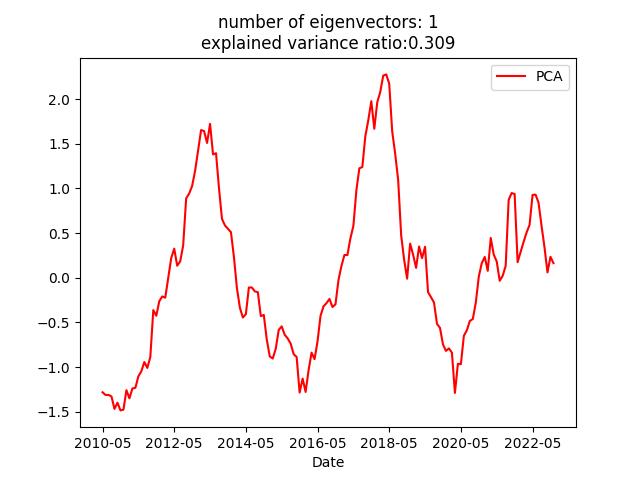 number of eigenvectors: 1
explained variance ratio:0.309
PCA
2.0
1.5
1.0
0.5
0.0
−0.5
−1.0
−1.5
2010-05 2012-05 2014-05 2016-05 2018-05 2020-05 2022-05
Date